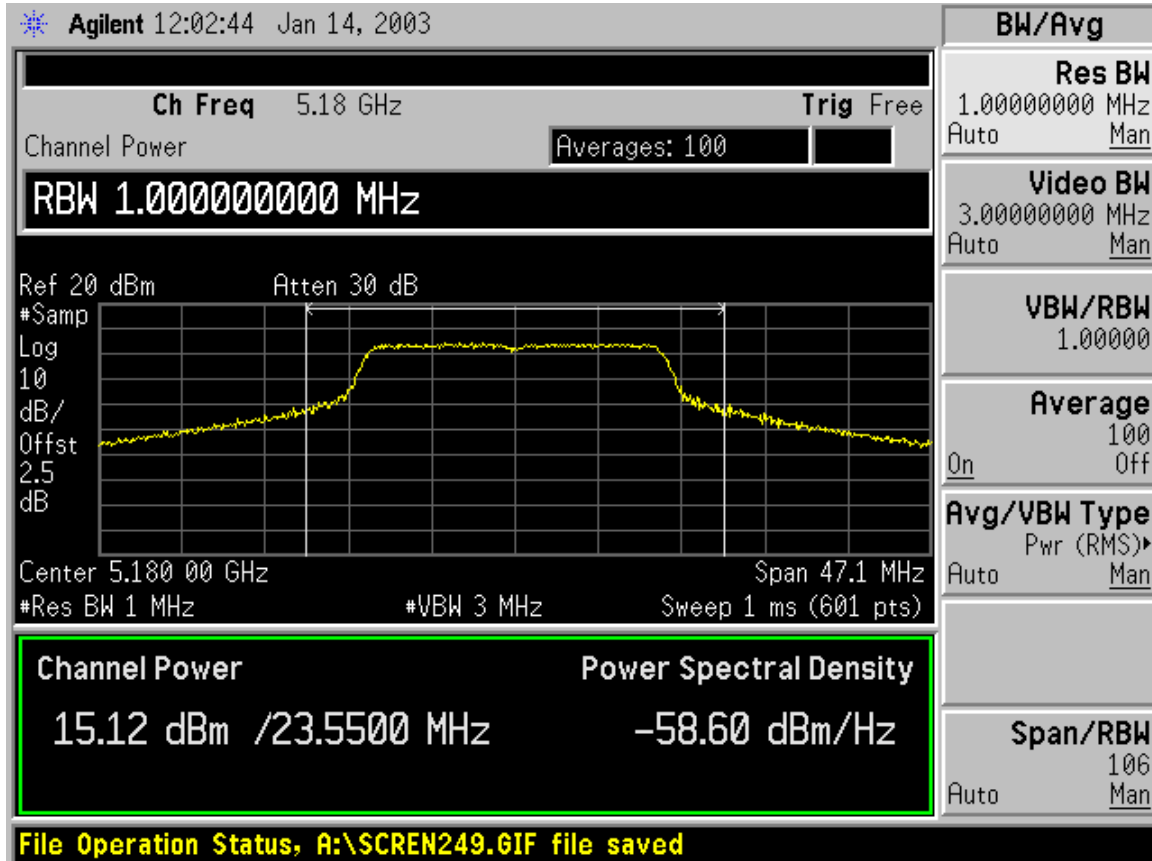 Agilent 12:02:44 Jan 14, 2003
Ch Freq 5.18 GHz Trig Free
Channel Power Averages: 100
RBW 1.000000000 MHz
Ref 20 dBm Atten 30 dB
#Samp
Log
10
dB/
Offst
2.5
dB
Center 5.180 00 GHz Span 47.1 MHz
#Res BW 1 MHz #VBW 3 MHz Sweep 1 ms (601 pts)
Channel Power Power Spectral Density
15.12 dBm /23.5500 MHz -58.60 dBm/Hz
File Operation Status, A:\SCREN249.GIF file saved
BW/Avg
Res BW
1.00000000 MHz
Auto Man
Video BW
3.00000000 MHz
Auto Man
VBW/RBW
1.00000
Average
100
On Off
Avg/VBW Type
Pwr (RMS)
Auto Man
Span/RBW
106
Auto Man